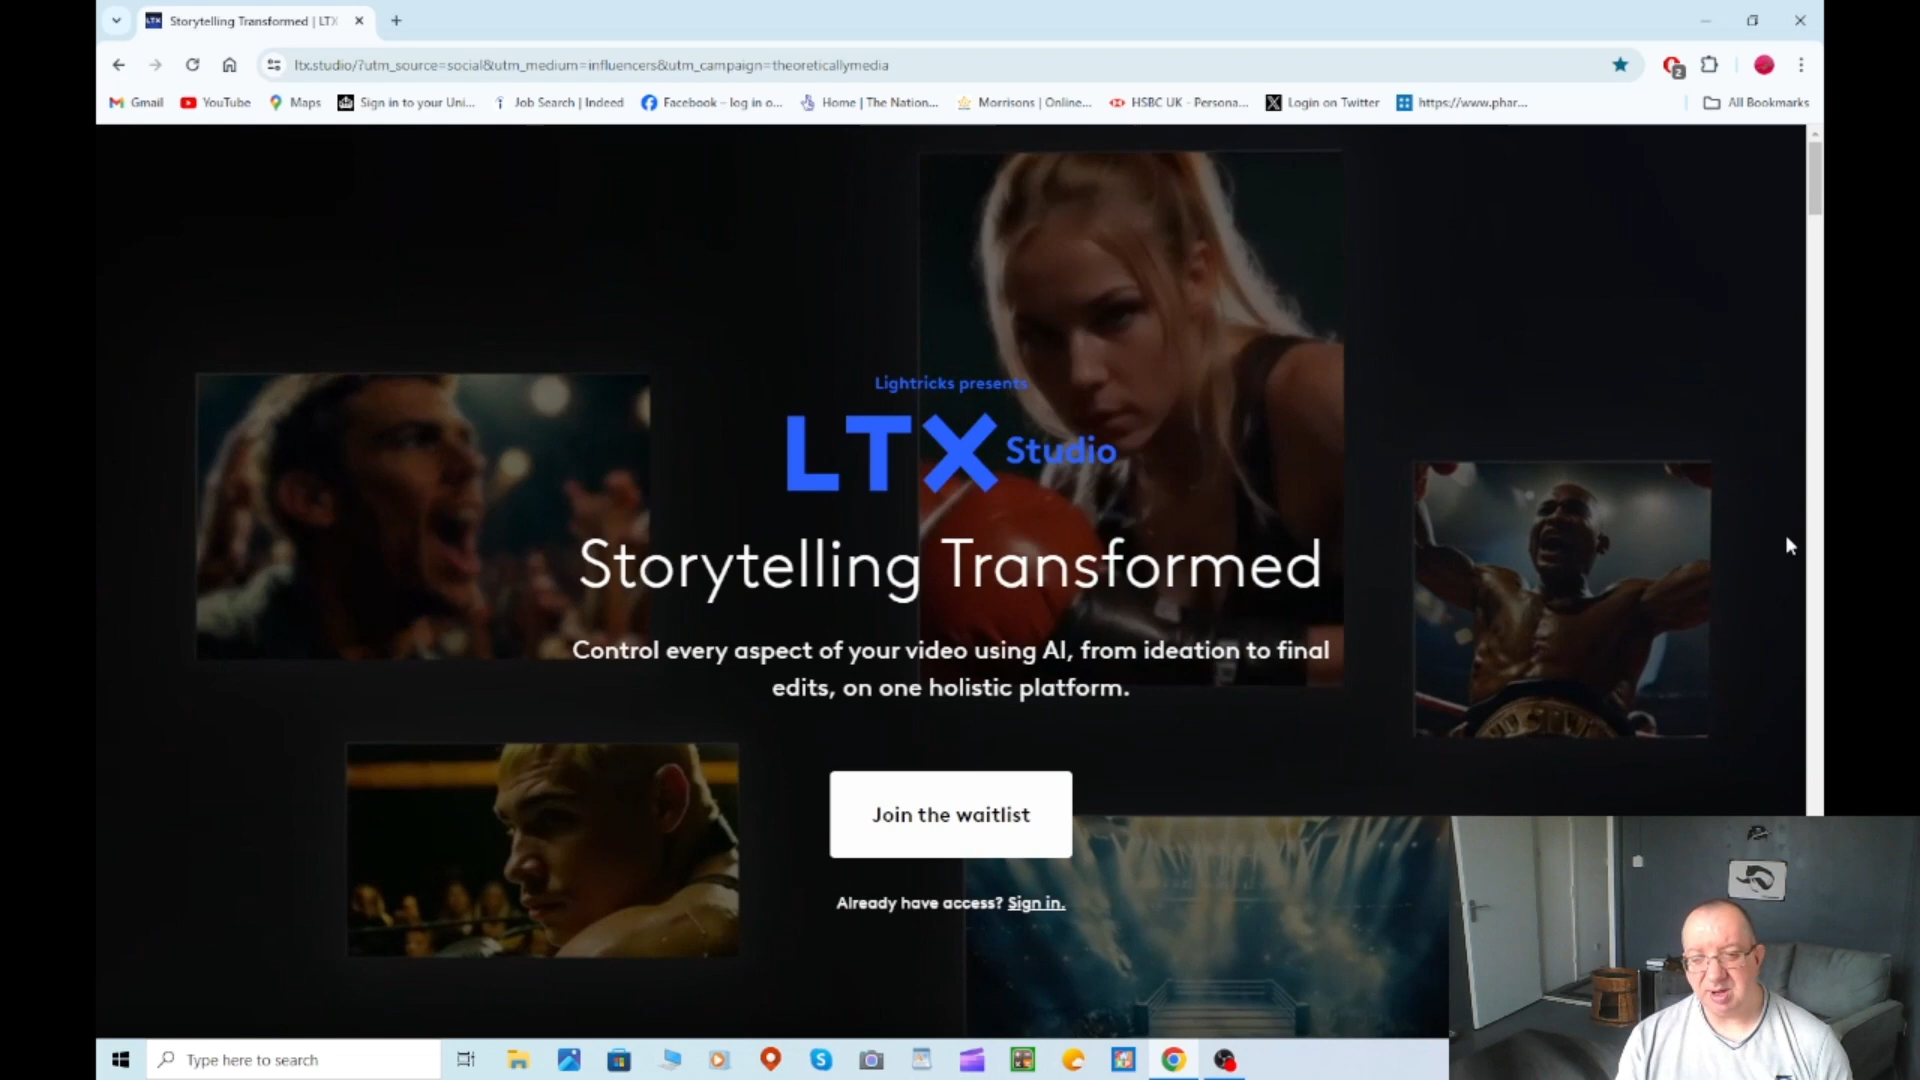 Storytelling Transformed | LTX
ltx.studio/?utm_source=social&utm_medium=influencers&utm_campaign=theoreticallymedia
2
Gmail
YouTube
Maps
Sign in to your Uni...
Job Search | Indeed
Facebook – log in o...
Home | The Nation...
Morrisons | Online...
HSBC UK - Persona...
Login on Twitter
https://www.phar...
All Bookmarks
Lightricks presents
LTX Studio
Storytelling Transformed
Control every aspect of your video using AI, from ideation to final
edits, on one holistic platform.
Join the waitlist
Already have access? Sign in.
Type here to search